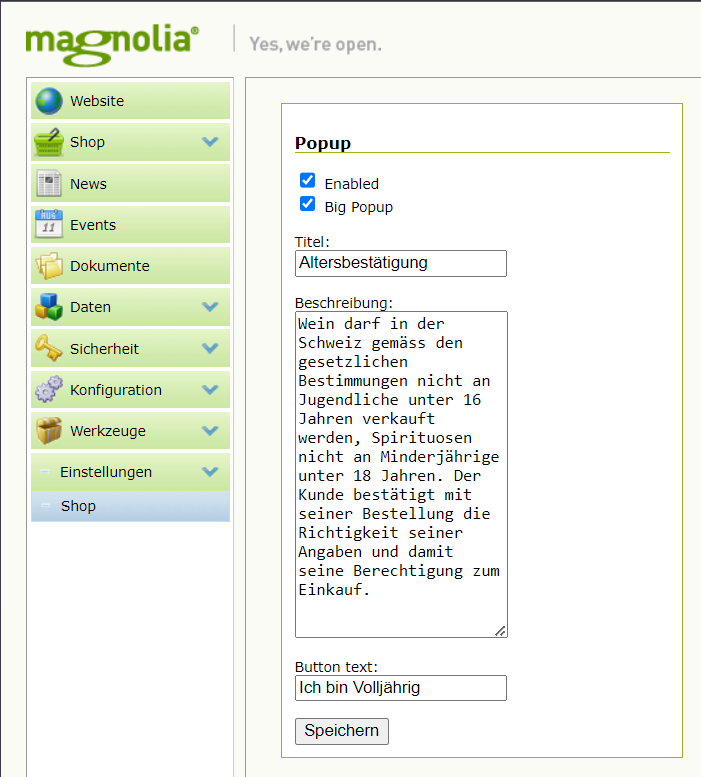 magnolia®
Yes, we're open.
Website
Shop
News
AUG
11
Events
Dokumente
Daten
Sicherheit
Konfiguration
Werkzeuge
Einstellungen
Shop
Popup
Enabled
Big Popup
Titel:
Altersbestätigung
Beschreibung:
Wein darf in der
Schweiz gemäss den
gesetzlichen
Bestimmungen nicht an
Jugendliche unter 16
Jahren verkauft
werden, Spirituosen
nicht an Minderjährige
unter 18 Jahren. Der
Kunde bestätigt mit
seiner Bestellung die
Richtigkeit seiner
Angaben und damit
seine Berechtigung zum
Einkauf.
Button text:
Ich bin Volljährig
Speichern